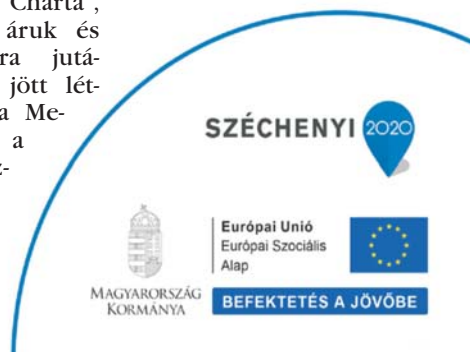 Charta",
áruk és
ra jutá-
jött lét-
a Me-
a
z-
SZÉCHENYI 2020
Európai Unió
Európai Szociális
Alap
MAGYARORSZÁG
KORMÁNYA
BEFEKTETÉS A JÖVŐBE